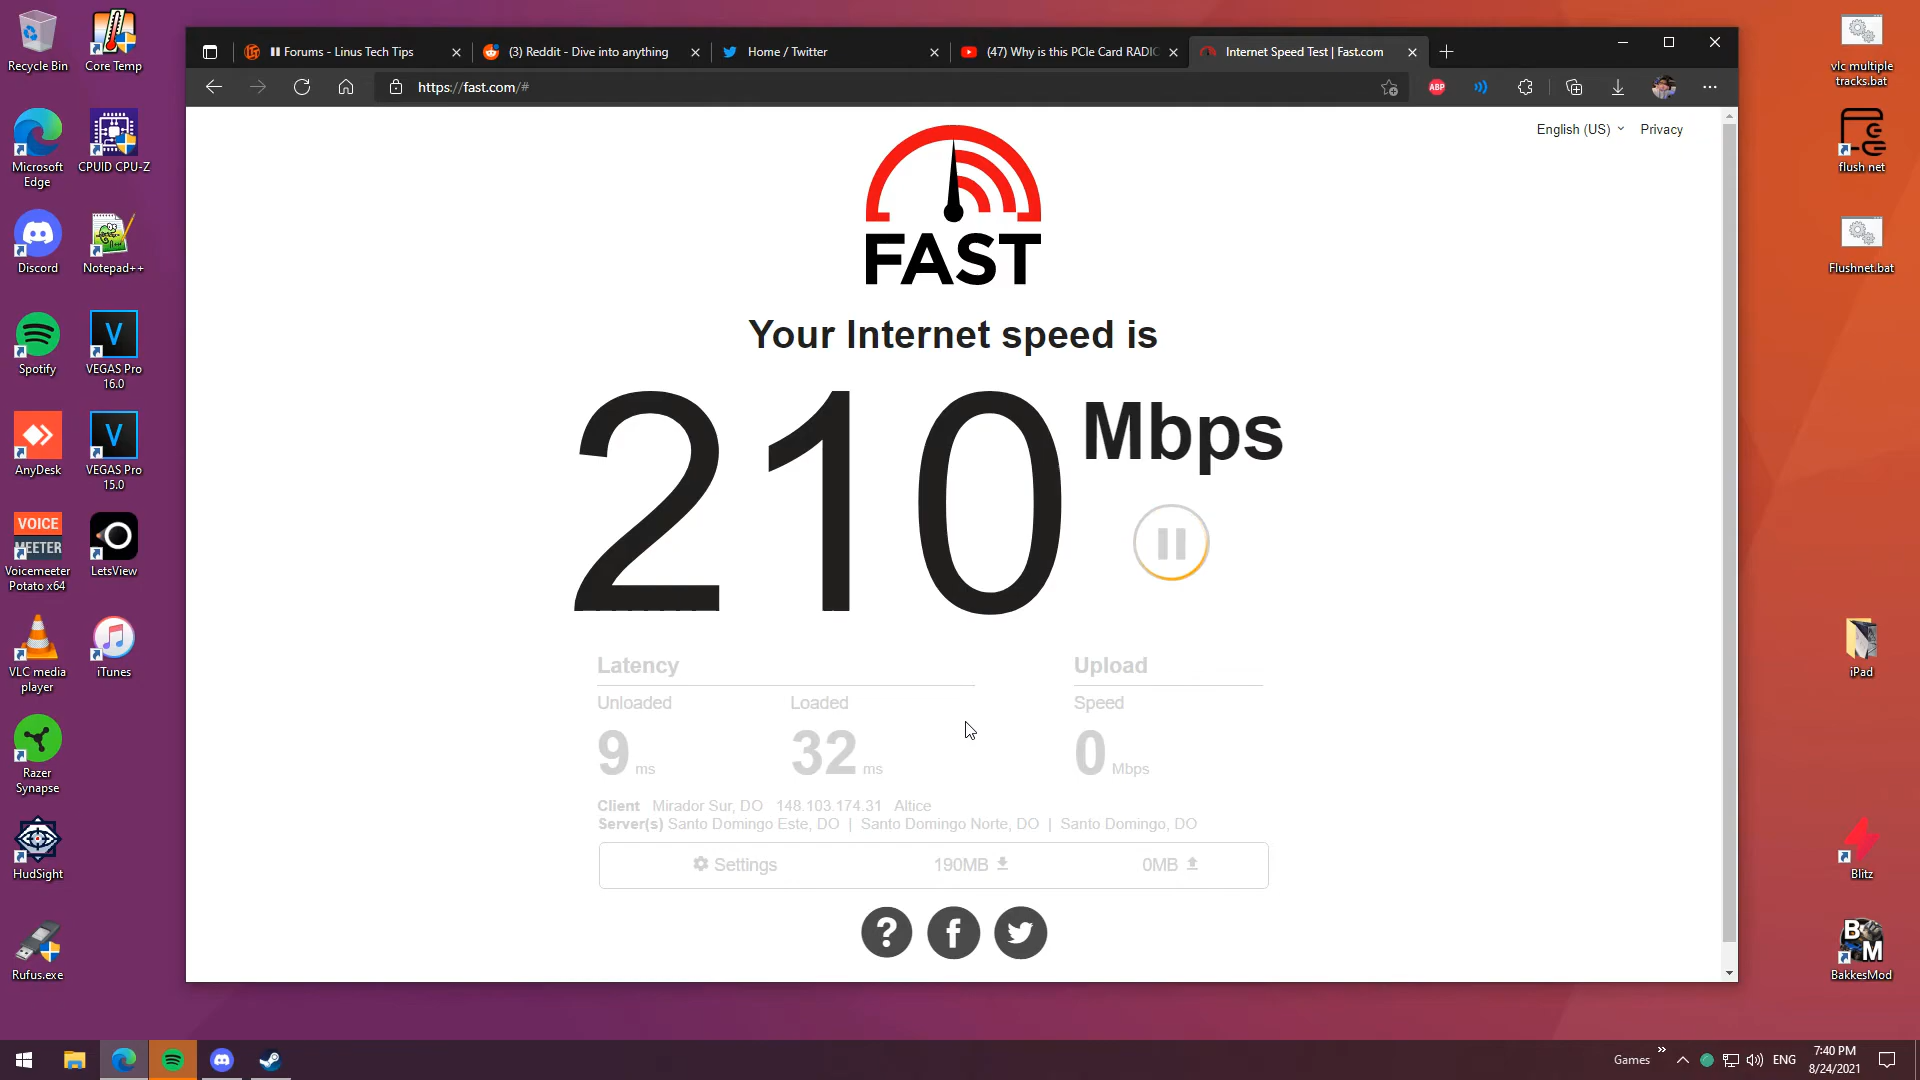 Recycle Bin
Core Temp
Microsoft
Edge
CPUID CPU-Z
Discord
Notepad++
Spotify
VEGAS Pro
16.0
AnyDesk
VEGAS Pro
15.0
VOICE
MEETER
Voicemeeter
Potato x64
LetsView
VLC media
player
iTunes
Razer
Synapse
HudSight
Rufus.exe
Forums - Linus Tech Tips
(3) Reddit - Dive into anything
Home / Twitter
(47) Why is this PCIe Card RADIC
Internet Speed Test | Fast.com
https://fast.com/#
ABP
English (US)
Privacy
FAST
Your Internet speed is
210 Mbps
Latency
Upload
Unloaded
Loaded
Speed
9 ms
32 ms
0 Mbps
Client Mirador Sur, DO 148.103.174.31 Altice
Server(s) Santo Domingo Este, DO | Santo Domingo Norte, DO | Santo Domingo, DO
Settings
190MB
0MB
?
f
vlc multiple
tracks.bat
flush net
Flushnet.bat
iPad
Blitz
B
M
BakkesMod
Games
ENG
7:40 PM
8/24/2021